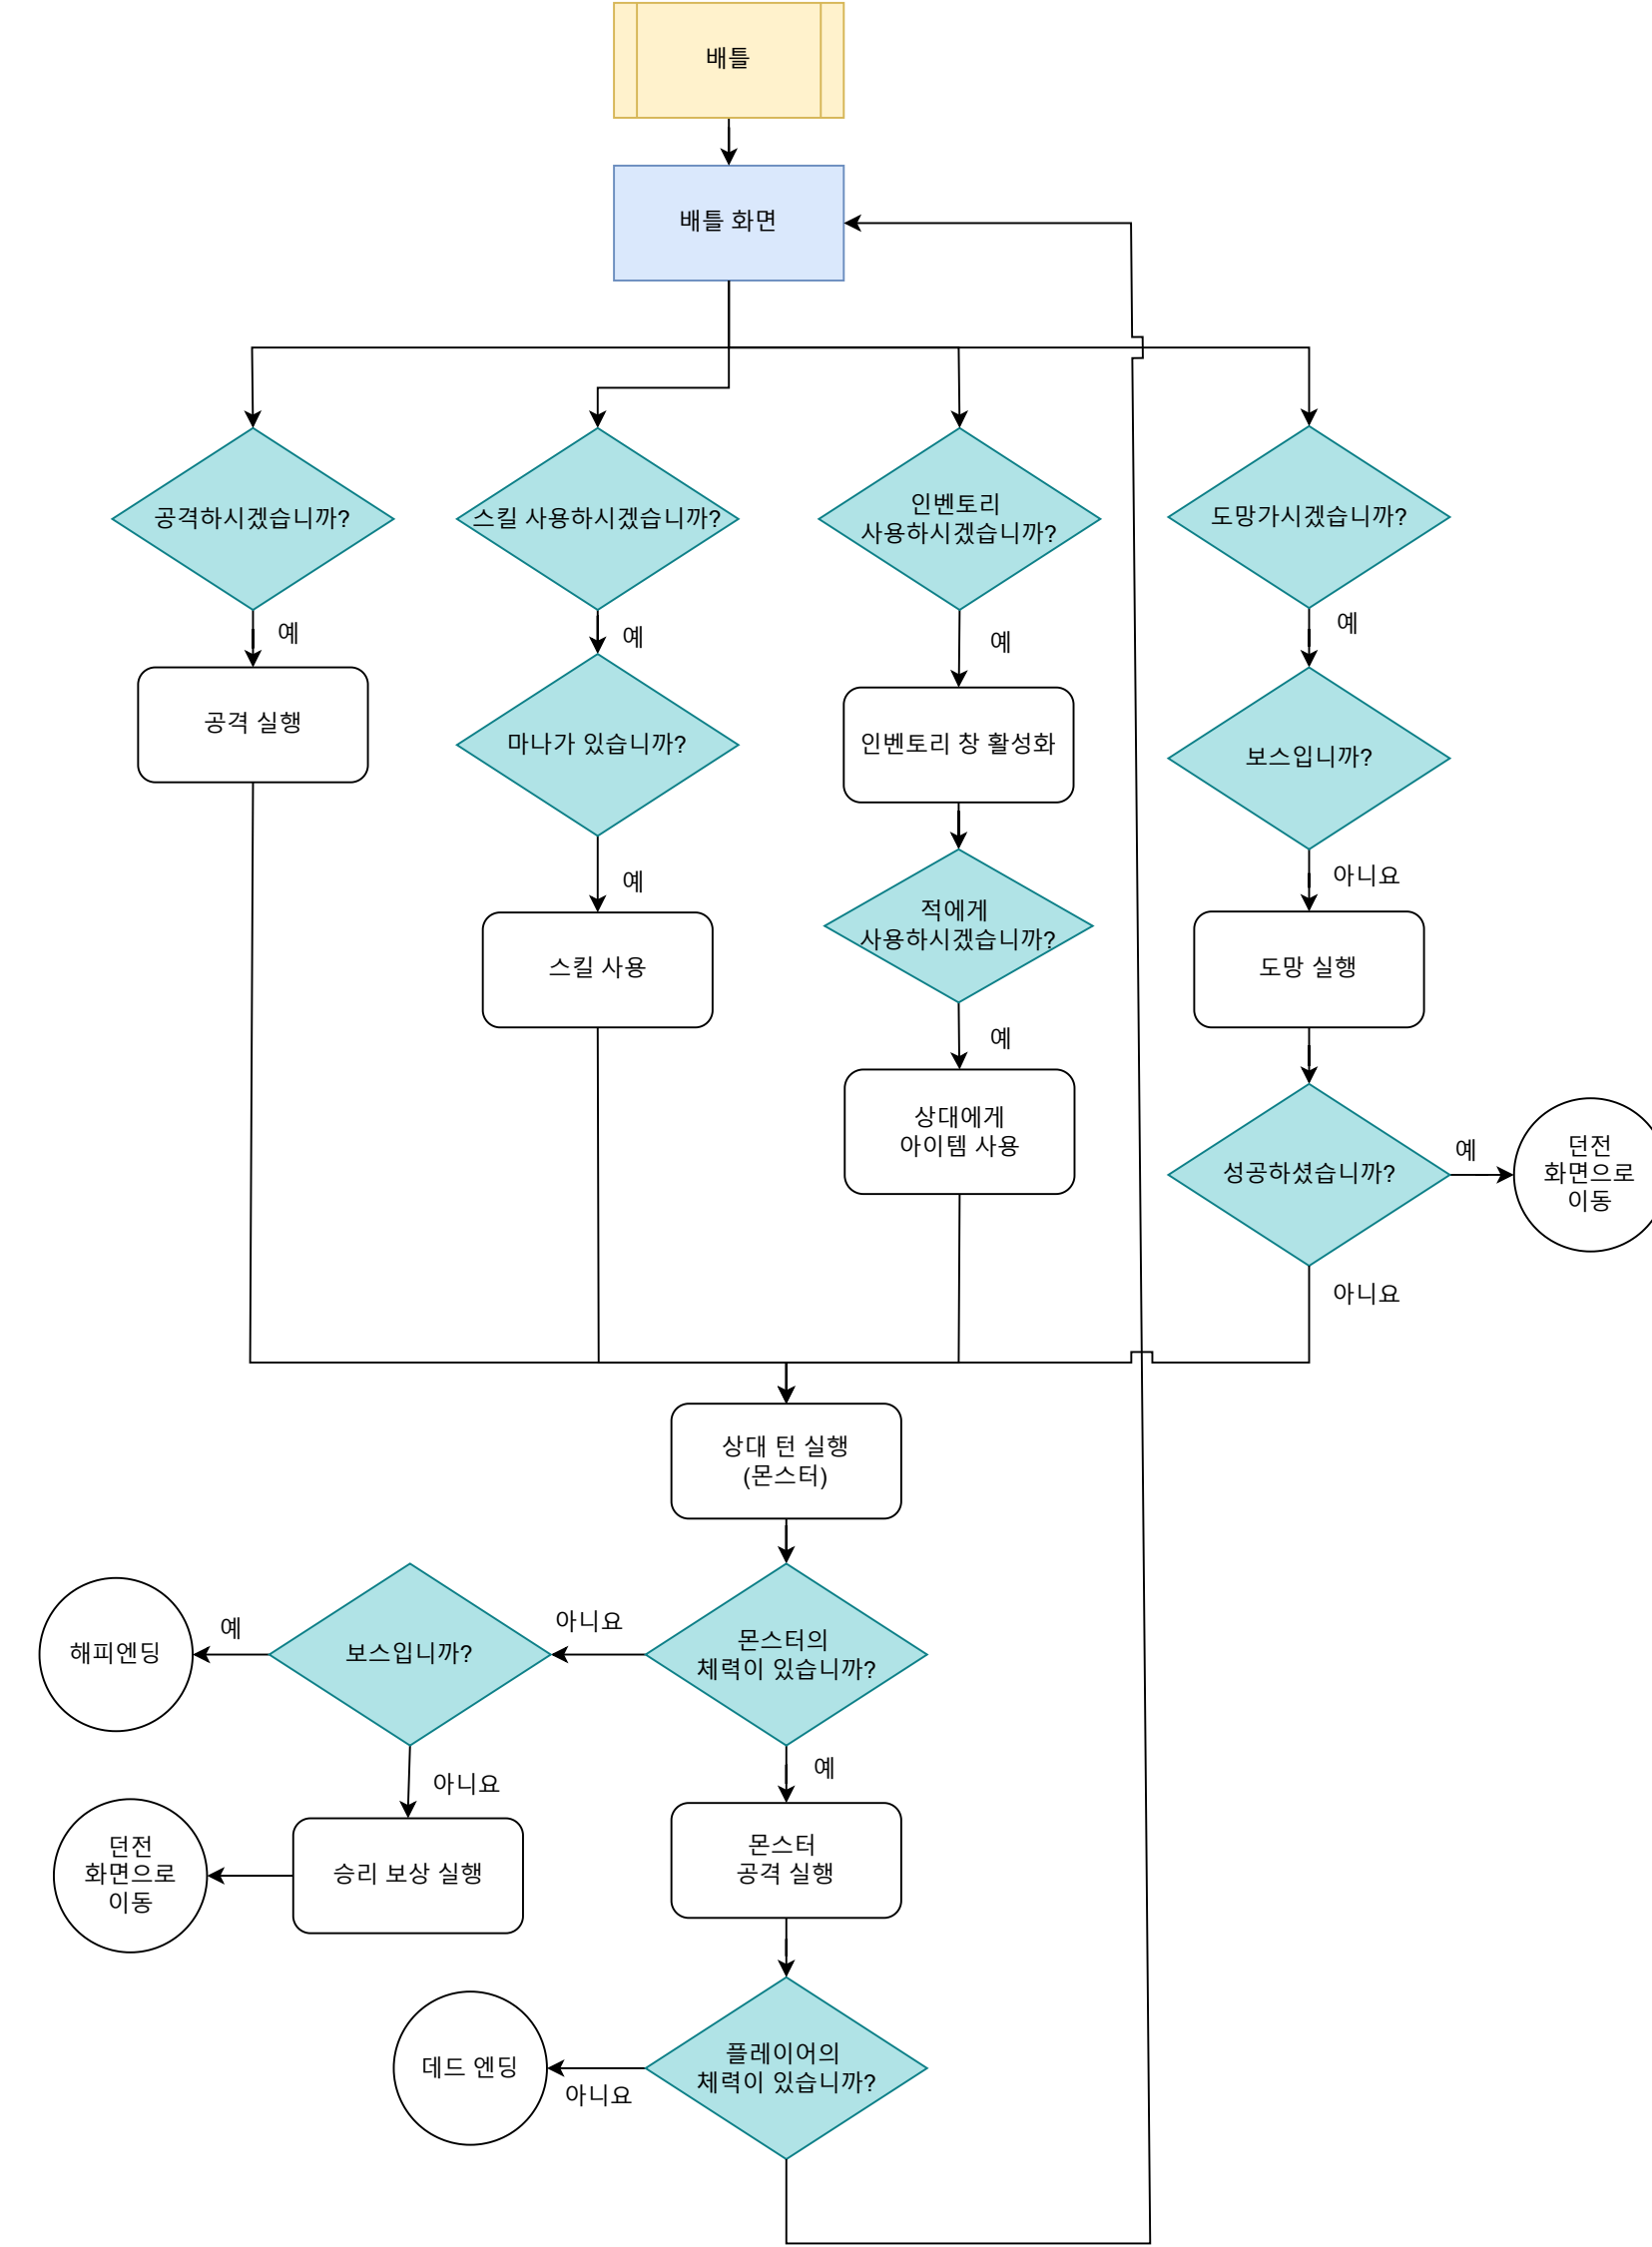 배틀
배틀 화면
공격하시겠습니까?
스킬 사용하시겠습니까?
인벤토리
사용하시겠습니까?
도망가시겠습니까?
예
예
예
예
공격 실행
마나가 있습니까?
인벤토리 창 활성화
보스입니까?
예
아니요
스킬 사용
적에게
사용하시겠습니까?
도망 실행
예
상대에게
아이템 사용
성공하셨습니까?
예
던전
화면으로
이동
아니요
상대 턴 실행
(몬스터)
해피엔딩
예
보스입니까?
아니요
몬스터의
체력이 있습니까?
아니요
예
던전
화면으로
이동
승리 보상 실행
몬스터
공격 실행
데드 엔딩
아니요
플레이어의
체력이 있습니까?